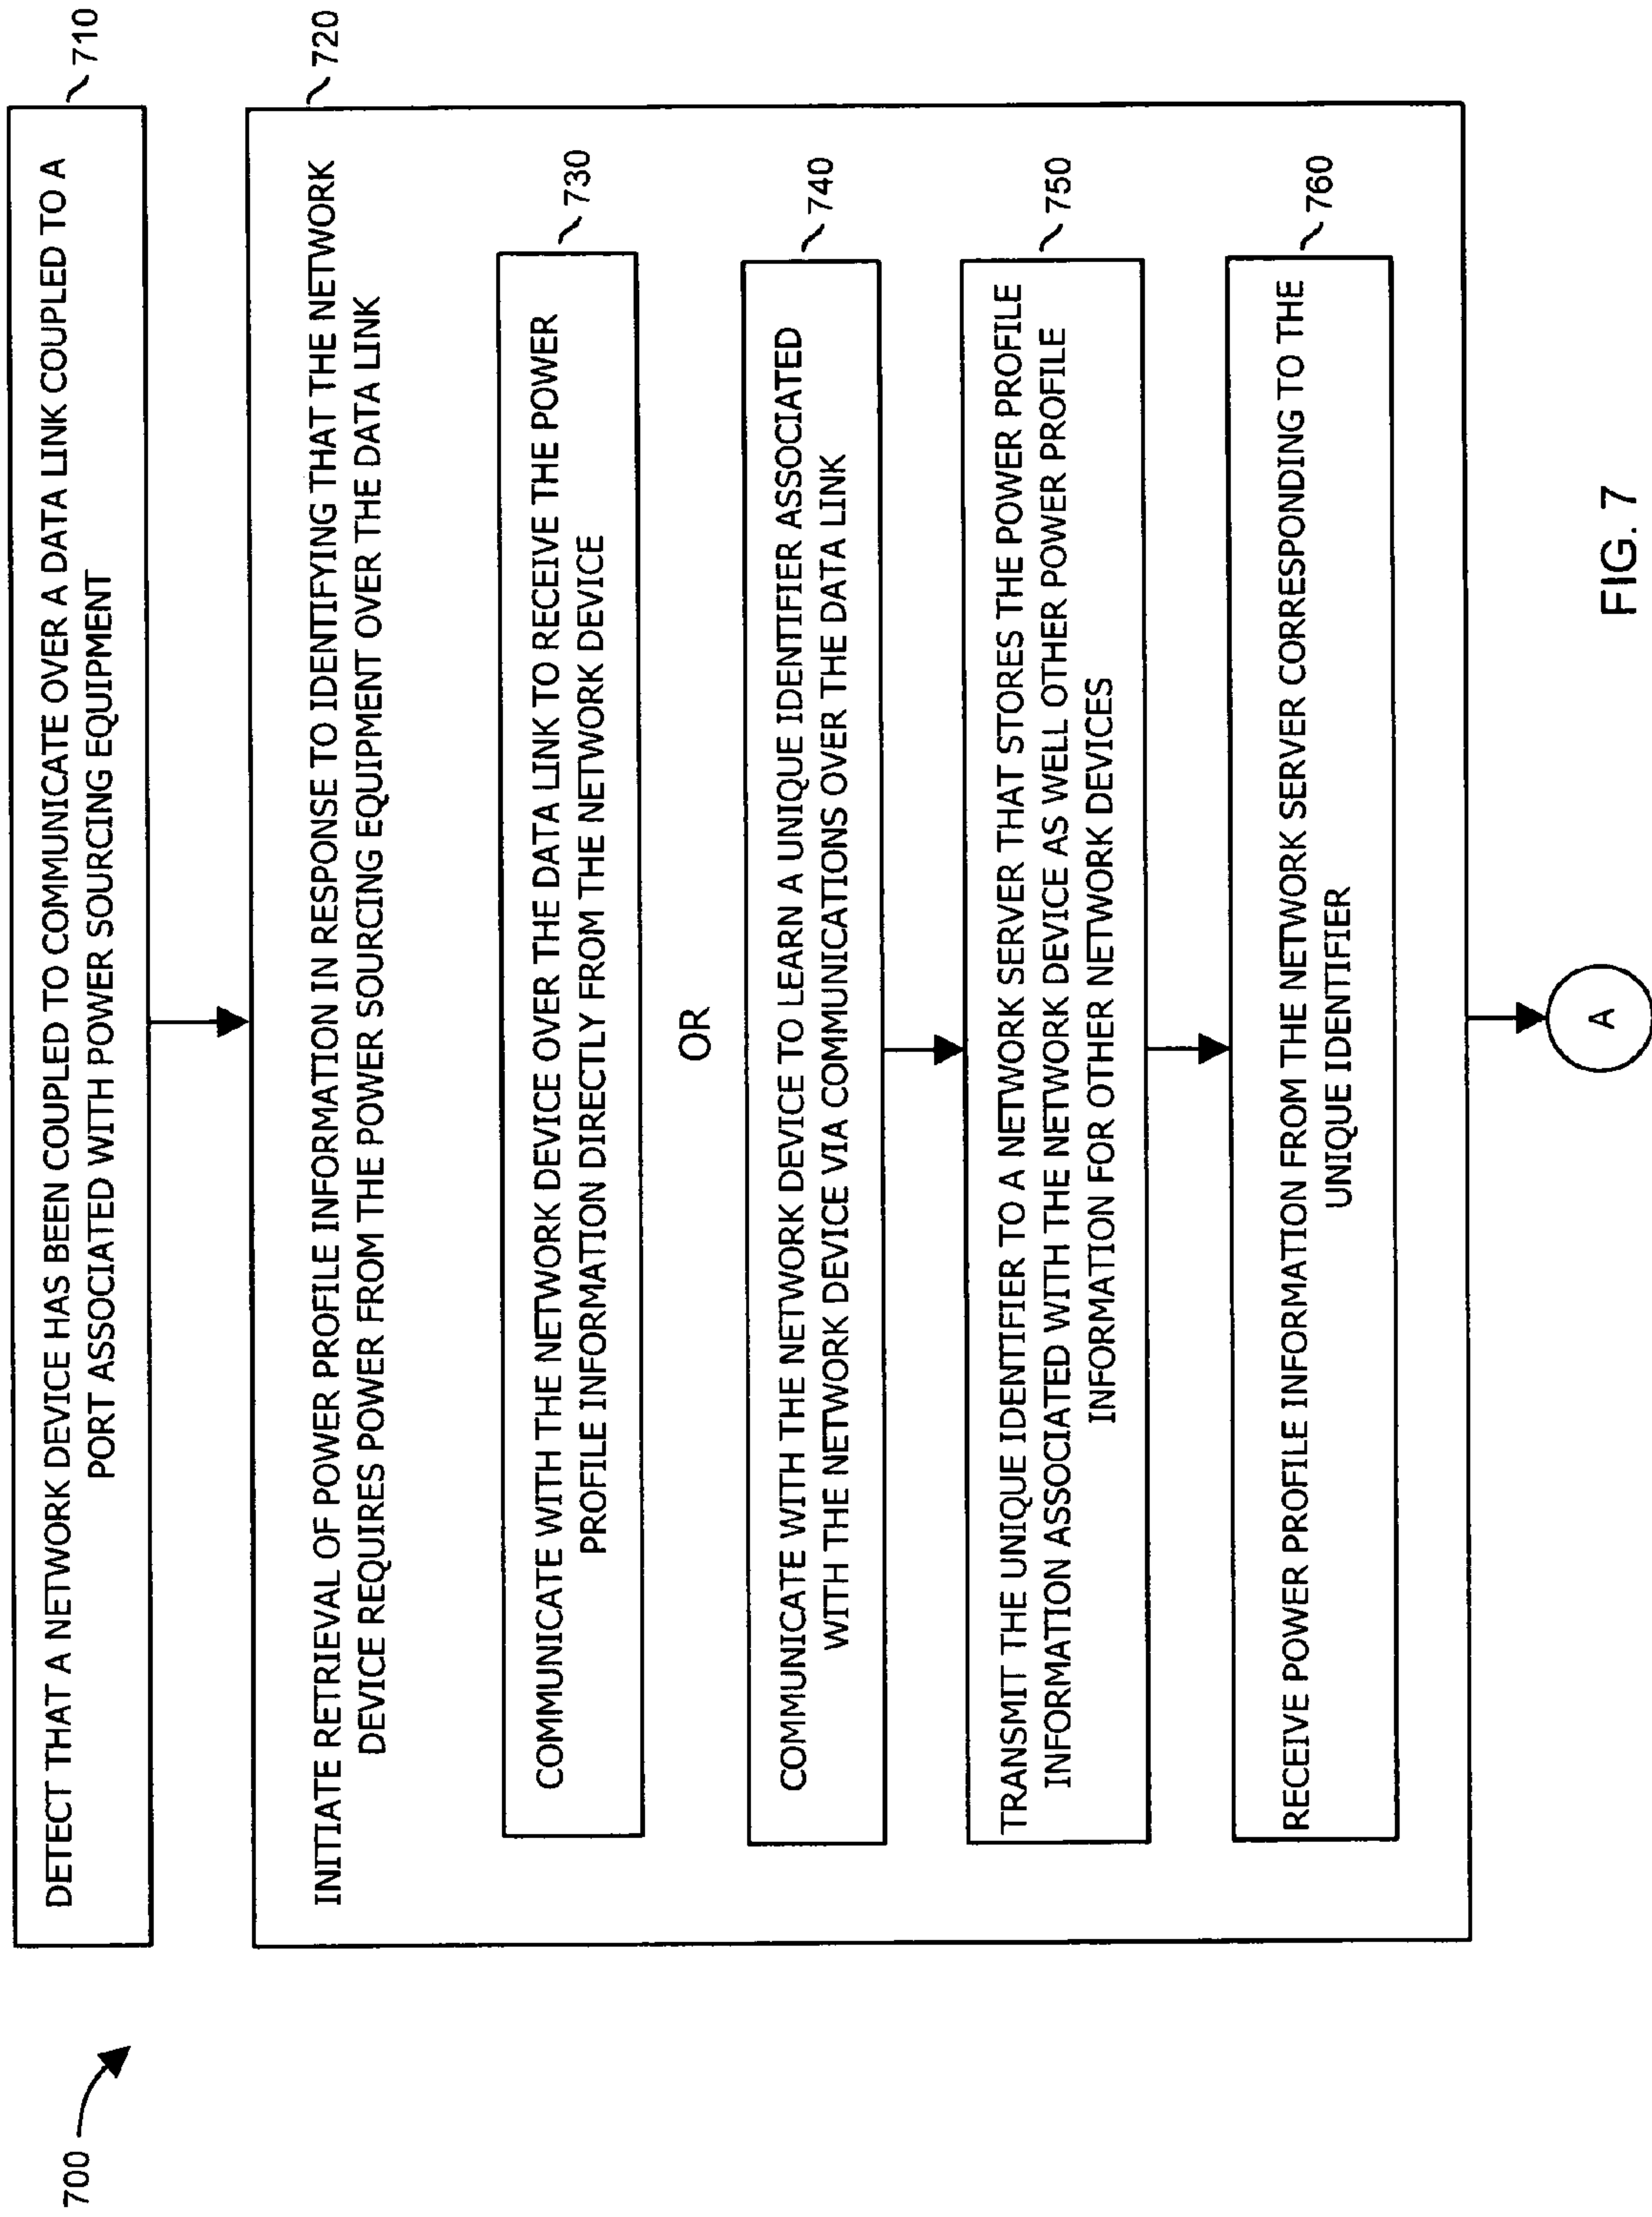 700
DETECT THAT A NETWORK DEVICE HAS BEEN COUPLED TO COMMUNICATE OVER A DATA LINK COUPLED TO A
PORT ASSOCIATED WITH POWER SOURCING EQUIPMENT
710
INITIATE RETRIEVAL OF POWER PROFILE INFORMATION IN RESPONSE TO IDENTIFYING THAT THE NETWORK
DEVICE REQUIRES POWER FROM THE POWER SOURCING EQUIPMENT OVER THE DATA LINK
720
COMMUNICATE WITH THE NETWORK DEVICE OVER THE DATA LINK TO RECEIVE THE POWER
PROFILE INFORMATION DIRECTLY FROM THE NETWORK DEVICE
730
OR
COMMUNICATE WITH THE NETWORK DEVICE TO LEARN A UNIQUE IDENTIFIER ASSOCIATED
WITH THE NETWORK DEVICE VIA COMMUNICATIONS OVER THE DATA LINK
740
TRANSMIT THE UNIQUE IDENTIFIER TO A NETWORK SERVER THAT STORES THE POWER PROFILE
INFORMATION ASSOCIATED WITH THE NETWORK DEVICE AS WELL OTHER POWER PROFILE
INFORMATION FOR OTHER NETWORK DEVICES
750
RECEIVE POWER PROFILE INFORMATION FROM THE NETWORK SERVER CORRESPONDING TO THE
UNIQUE IDENTIFIER
760
A
FIG. 7